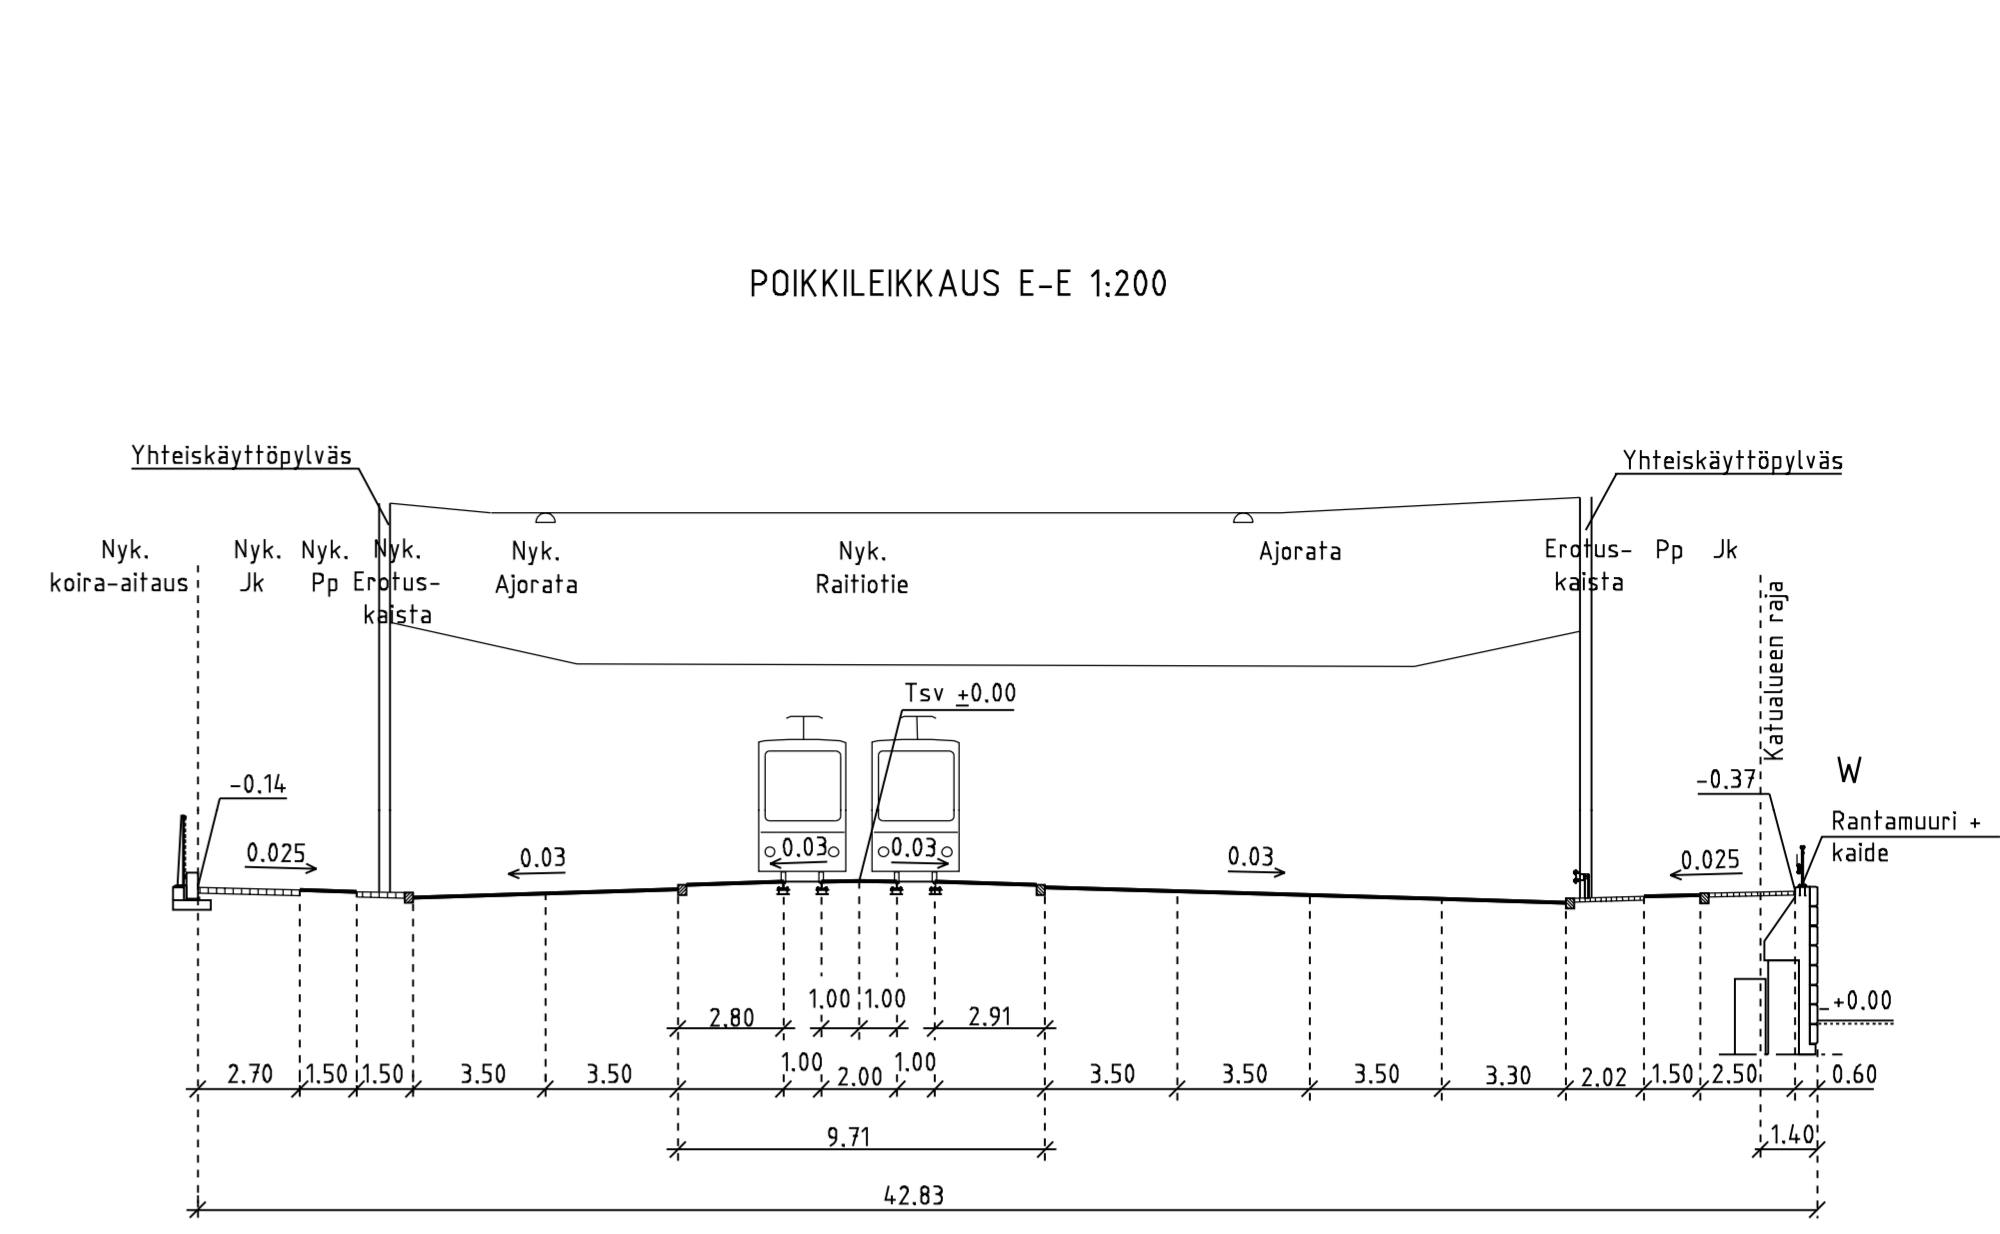 POIKKILEIKKAUS E-E 1:200
Yhteiskäyttöpylväs
Yhteiskäyttöpylväs
Nyk.
koira-aitaus
Nyk.
Jk
Nyk.
Pp
Nyk.
Erotus-
kaista
Nyk.
Ajorata
Nyk.
Raitiotie
Ajorata
Erotus-
kaista
Pp
Jk
Katualueen raja
Tsv ±0.00
-0.14
-0.37
W
Rantamuuri +
kaide
0.025
0.03
0.03
0.03
0.03
0.025
+0.00
2.80
1.00
1.00
2.91
2.70
1.50
1.50
3.50
3.50
1.00
2.00
1.00
3.50
3.50
3.50
3.30
2.02
1.50
2.50
0.60
9.71
1.40
42.83